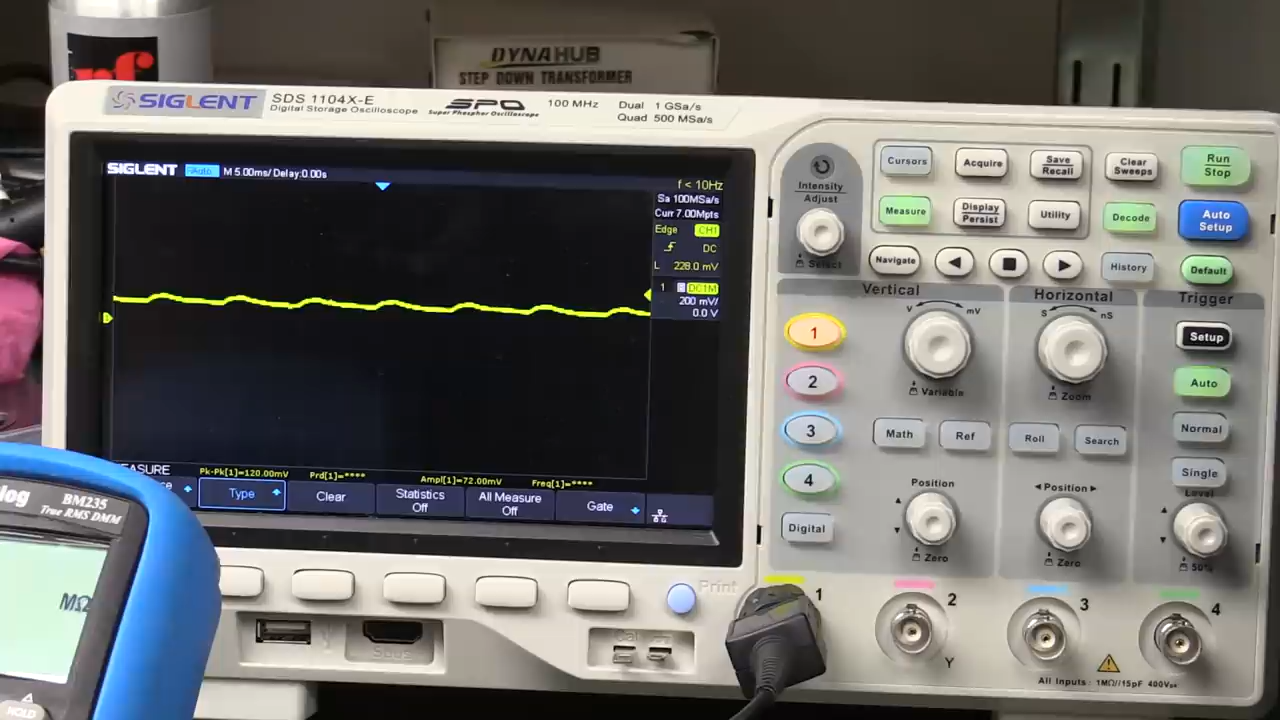 rf
DYNAHUB
STEP DOWN TRANSFORMER
SIGLENT
SDS 1104X-E
Digital Storage Oscilloscope
SPO
Super Phosphor Oscilloscope
100 MHz
Dual 1 GSa/s
Quad 500 MSa/s
SIGLENT Auto M 5.00ms/ Delay:0.00s
f < 10Hz
Sa 100MSa/s
Curr 7.00Mpts
Edge CH1
DC
L 228.0 mV
1 DC1M
200 mV/
0.0 V
Pk-Pk[1]=120.00mV Prd[1]=**** Ampl[1]=72.00mV Freq[1]=****
Type
Clear
Statistics
Off
All Measure
Off
Gate
Intensity
Adjust
Select
Cursors
Acquire
Save
Recall
Clear
Sweeps
Run
Stop
Measure
Display
Persist
Utility
Decode
Auto
Setup
Navigate
History
Default
Vertical
Horizontal
Trigger
V mV
S nS
Setup
1
2
3
4
Variable
Zoom
Auto
Math
Ref
Roll
Search
Normal
Single
Digital
Position
Position
Level
Zero
Zero
50%
Print
1
2
3
4
Y
All Inputs : 1MΩ//15pF 400Vpk
BM235
True RMS DMM
MΩ
HOLD